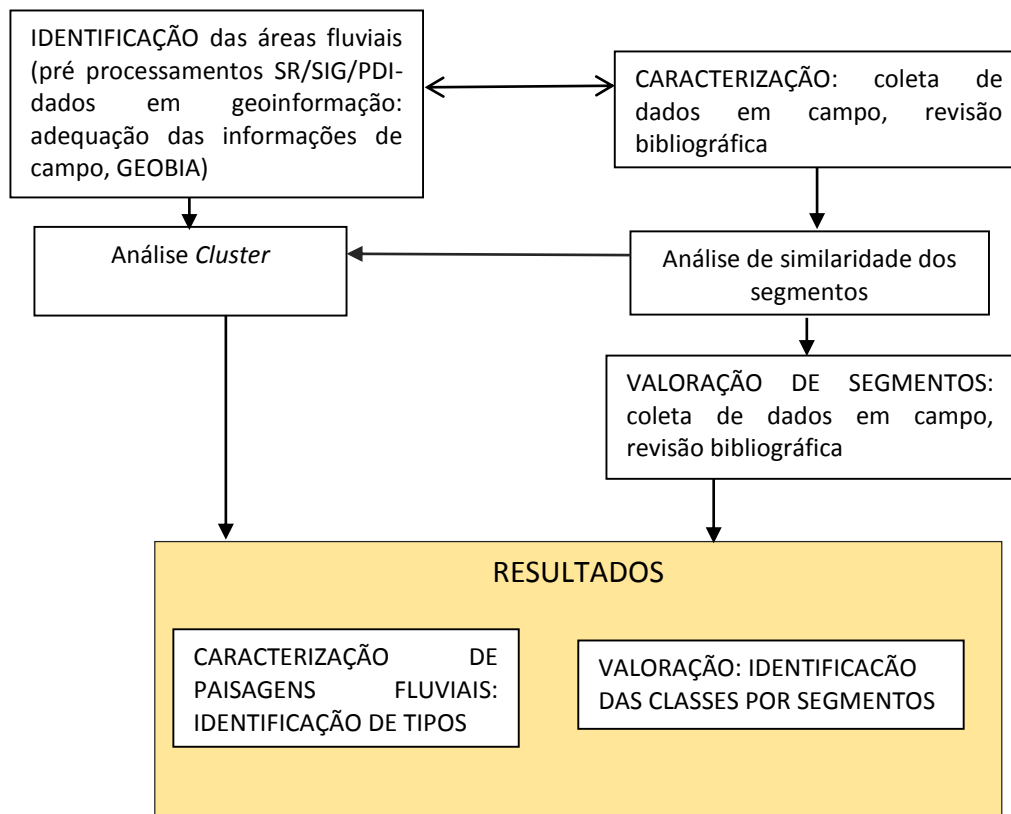 IDENTIFICAÇÃO das áreas fluviais
(pré processamentos SR/SIG/PDI-
dados em geoinformação:
adequação das informações de
campo, GEOBIA)
CARACTERIZAÇÃO: coleta de
dados em campo, revisão
bibliográfica
Análise Cluster
Análise de similaridade dos
segmentos
VALORAÇÃO DE SEGMENTOS:
coleta de dados em campo,
revisão bibliográfica
RESULTADOS
CARACTERIZAÇÃO DE
PAISAGENS FLUVIAIS:
IDENTIFICAÇÃO DE TIPOS
VALORAÇÃO: IDENTIFICACÃO
DAS CLASSES POR SEGMENTOS